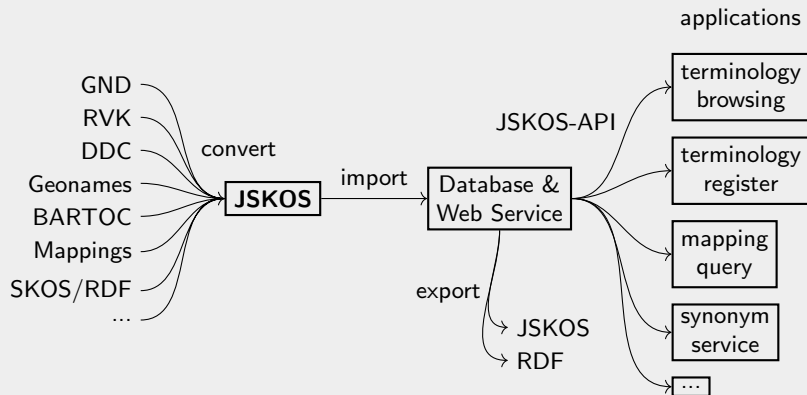 applications
GND
RVK
DDC
Geonames
BARTOC
Mappings
SKOS/RDF
...
convert
JSKOS
import
Database &
Web Service
export
JSKOS
RDF
JSKOS-API
terminology
browsing
terminology
register
mapping
query
synonym
service
...